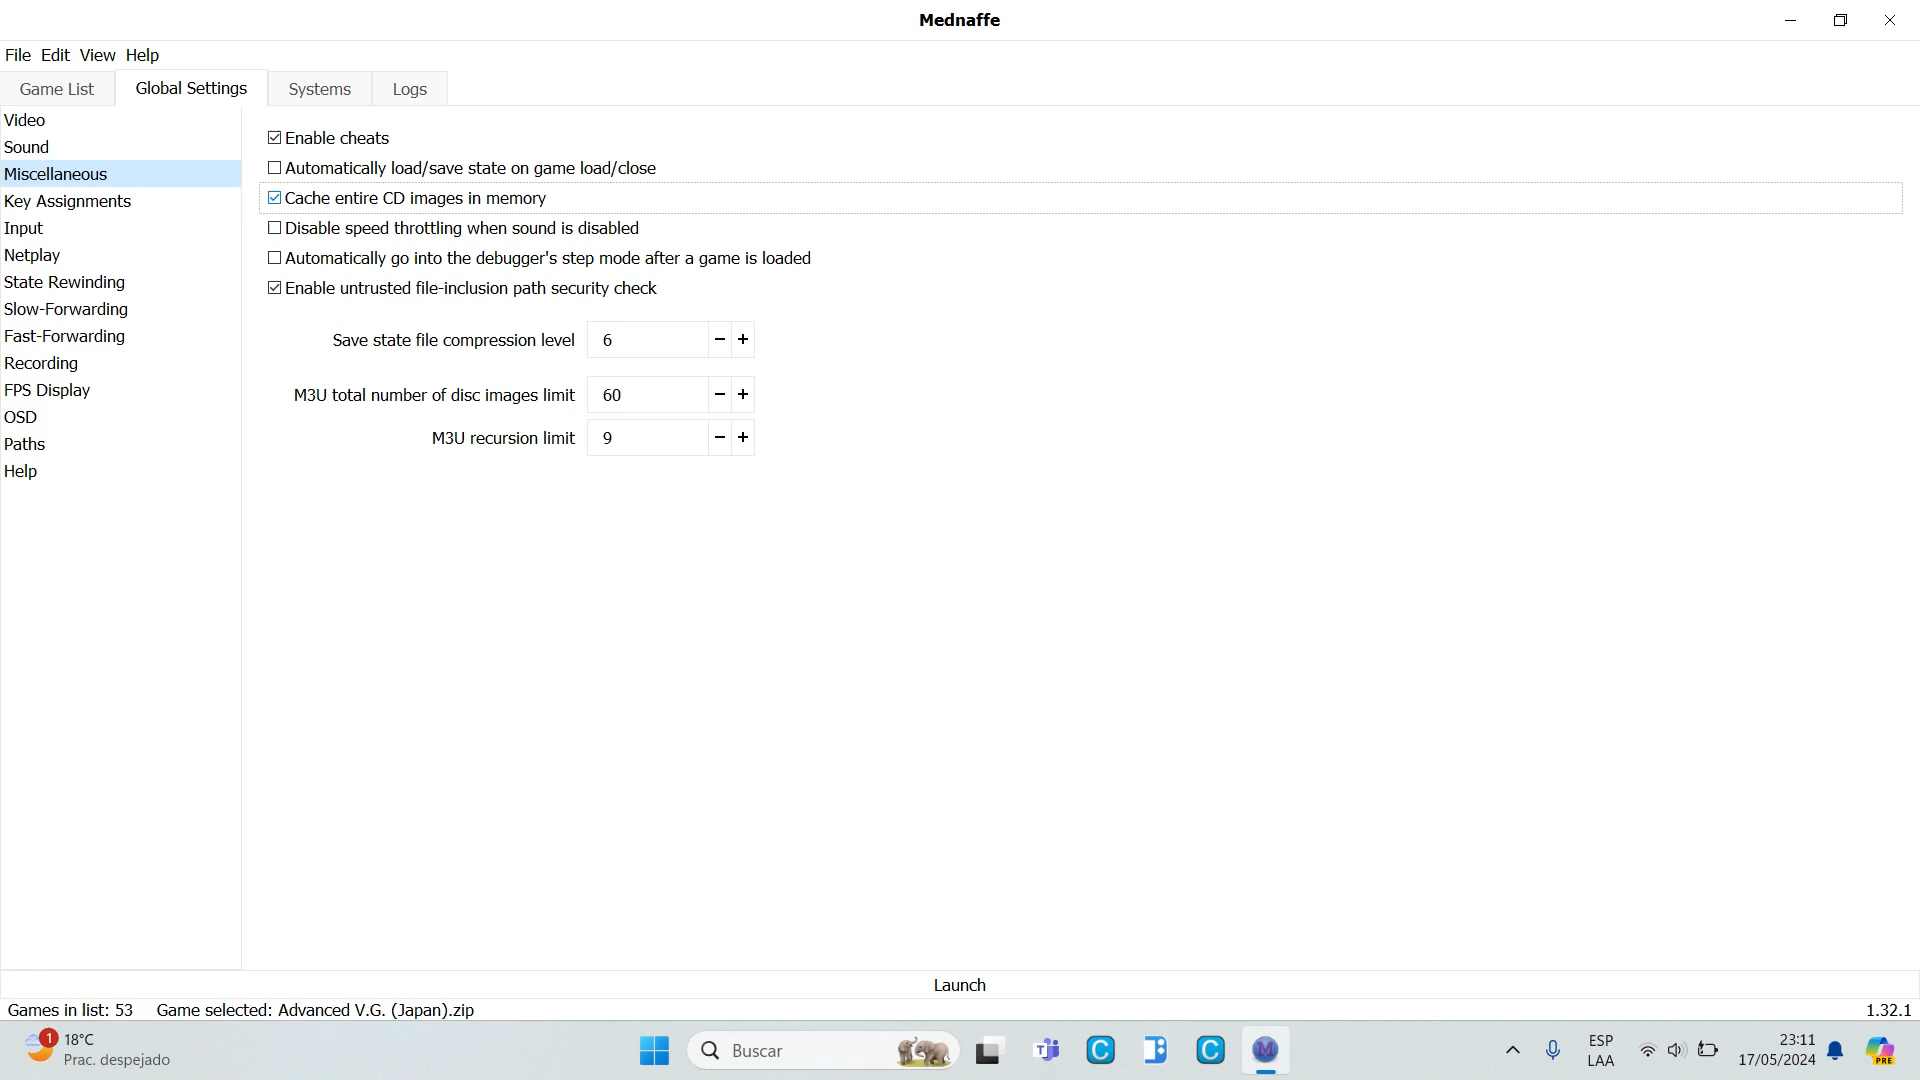 Mednaffe
File Edit View Help
Game List Global Settings Systems Logs
Video
Sound
Miscellaneous
Key Assignments
Input
Netplay
State Rewinding
Slow-Forwarding
Fast-Forwarding
Recording
FPS Display
OSD
Paths
Help
Enable cheats
Automatically load/save state on game load/close
Cache entire CD images in memory
Disable speed throttling when sound is disabled
Automatically go into the debugger's step mode after a game is loaded
Enable untrusted file-inclusion path security check
Save state file compression level 6 − +
M3U total number of disc images limit 60 − +
M3U recursion limit 9 − +
Launch
Games in list: 53 Game selected: Advanced V.G. (Japan).zip 1.32.1
1 18°C
Prac. despejado
Buscar
T
C
C
M
ESP
LAA
23:11
17/05/2024
PRE